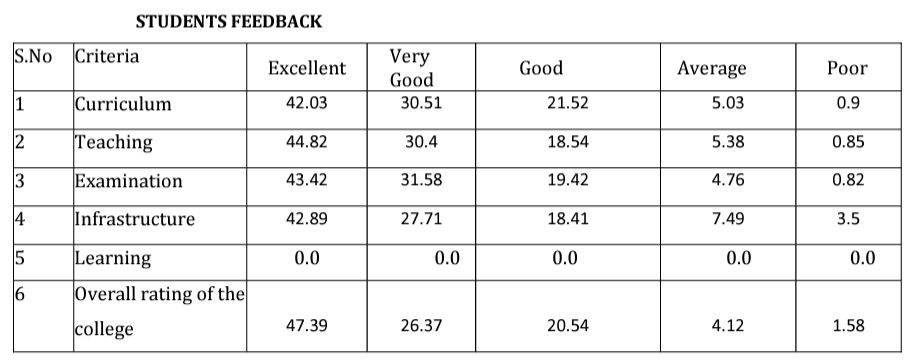 STUDENTS FEEDBACK
S.No Criteria Excellent Very Good Good Average Poor
1 Curriculum 42.03 30.51 21.52 5.03 0.9
2 Teaching 44.82 30.4 18.54 5.38 0.85
3 Examination 43.42 31.58 19.42 4.76 0.82
4 Infrastructure 42.89 27.71 18.41 7.49 3.5
5 Learning 0.0 0.0 0.0 0.0 0.0
6 Overall rating of the
college 47.39 26.37 20.54 4.12 1.58